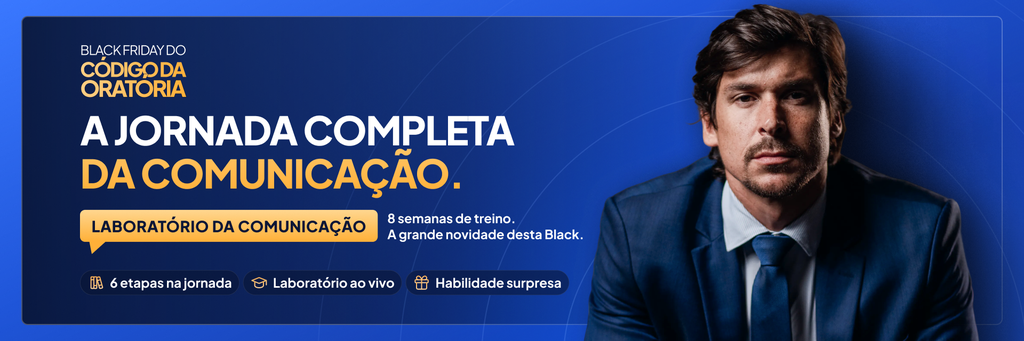 BLACK FRIDAY DO
CÓDIGO DA
ORATÓRIA
A JORNADA COMPLETA
DA COMUNICAÇÃO.
LABORATÓRIO DA COMUNICAÇÃO
8 semanas de treino.
A grande novidade desta Black.
6 etapas na jornada
Laboratório ao vivo
Habilidade surpresa